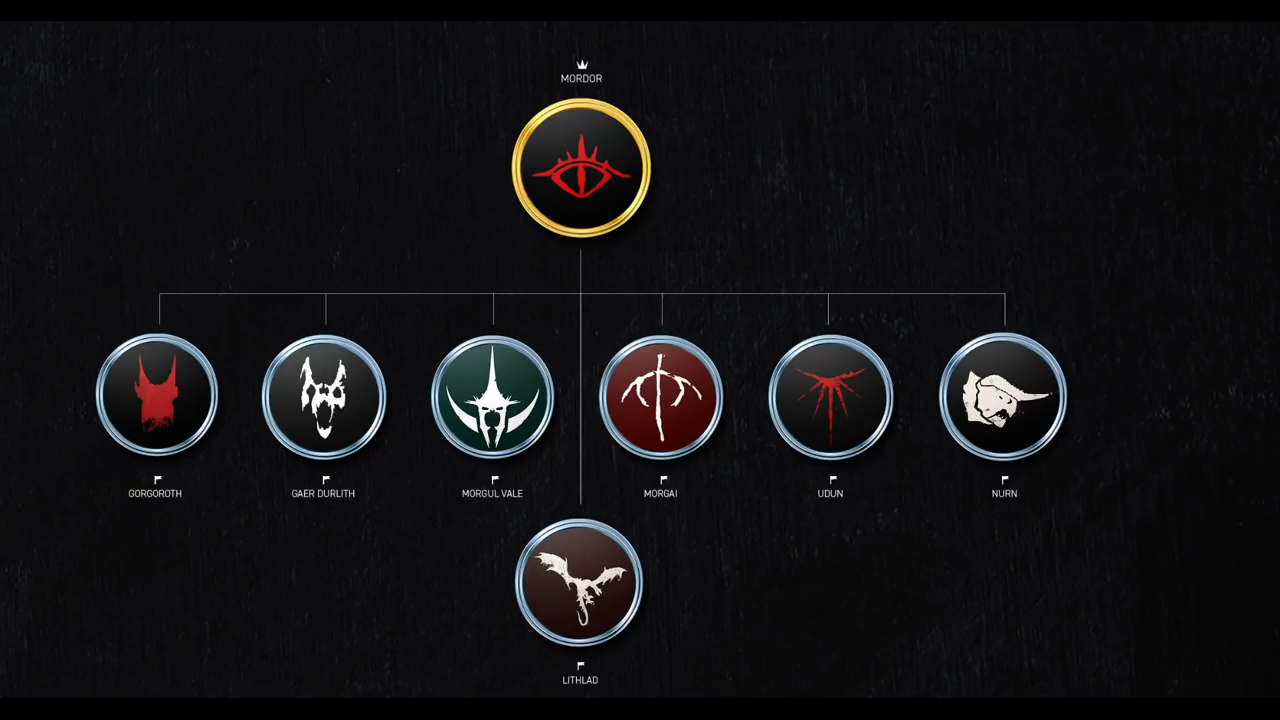 MORDOR
GORGOROTH
GAER DURLITH
MORGUL VALE
MORGAI
UDUN
NURN
LITHLAD